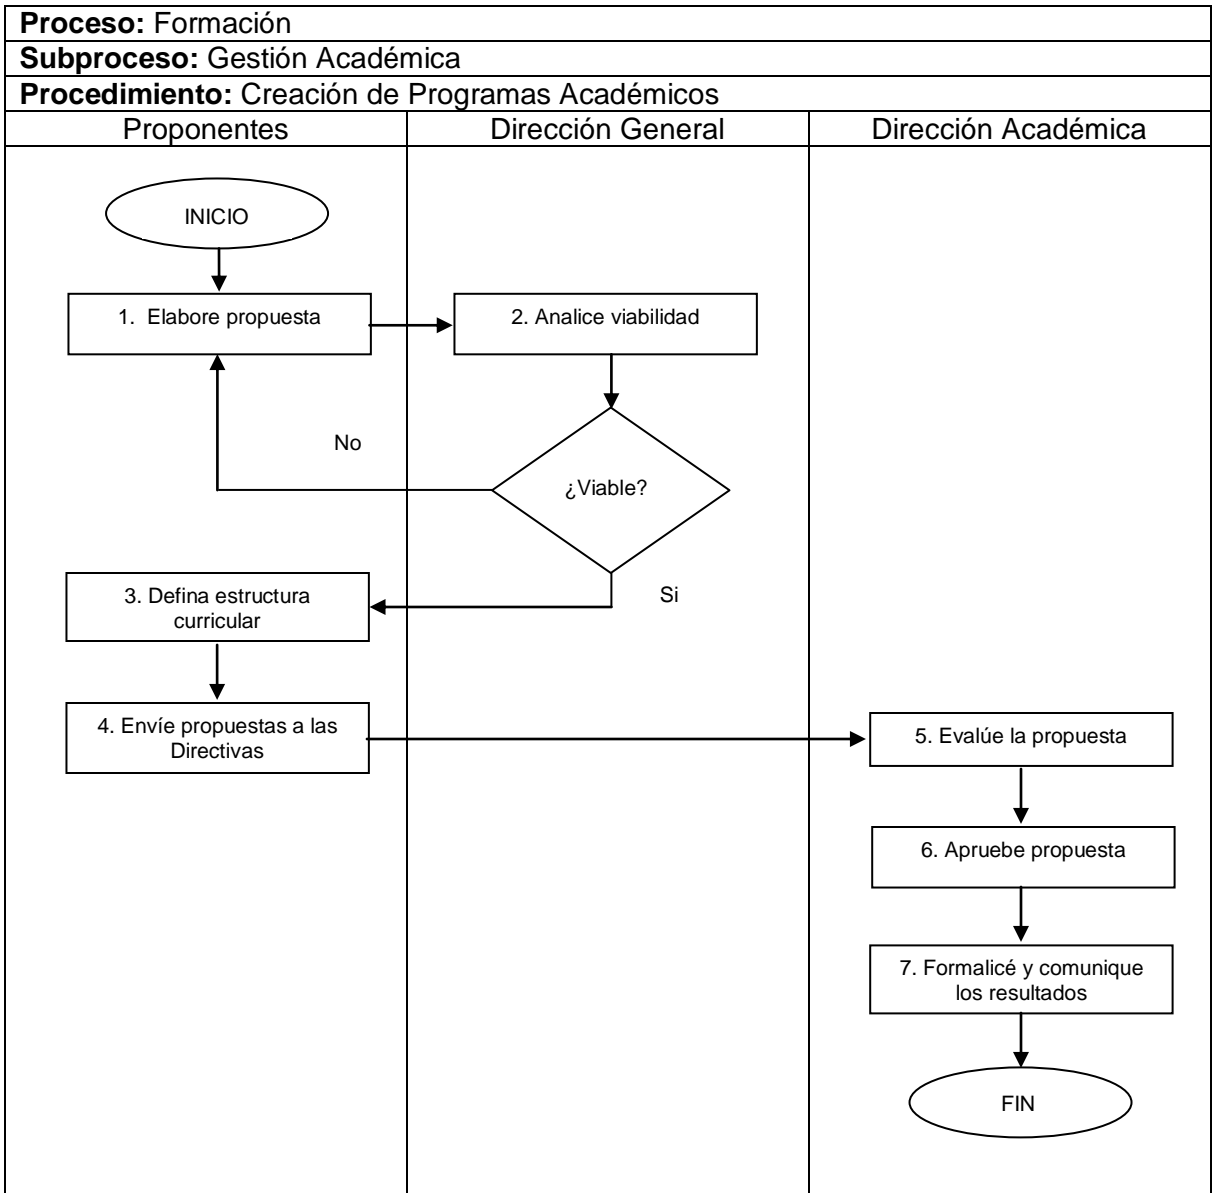 Proceso: Formación
Subproceso: Gestión Académica
Procedimiento: Creación de Programas Académicos
Proponentes
Dirección General
Dirección Académica
INICIO
1. Elabore propuesta
2. Analice viabilidad
No
¿Viable?
Si
3. Defina estructura
curricular
4. Envíe propuestas a las
Directivas
5. Evalúe la propuesta
6. Apruebe propuesta
7. Formalicé y comunique
los resultados
FIN